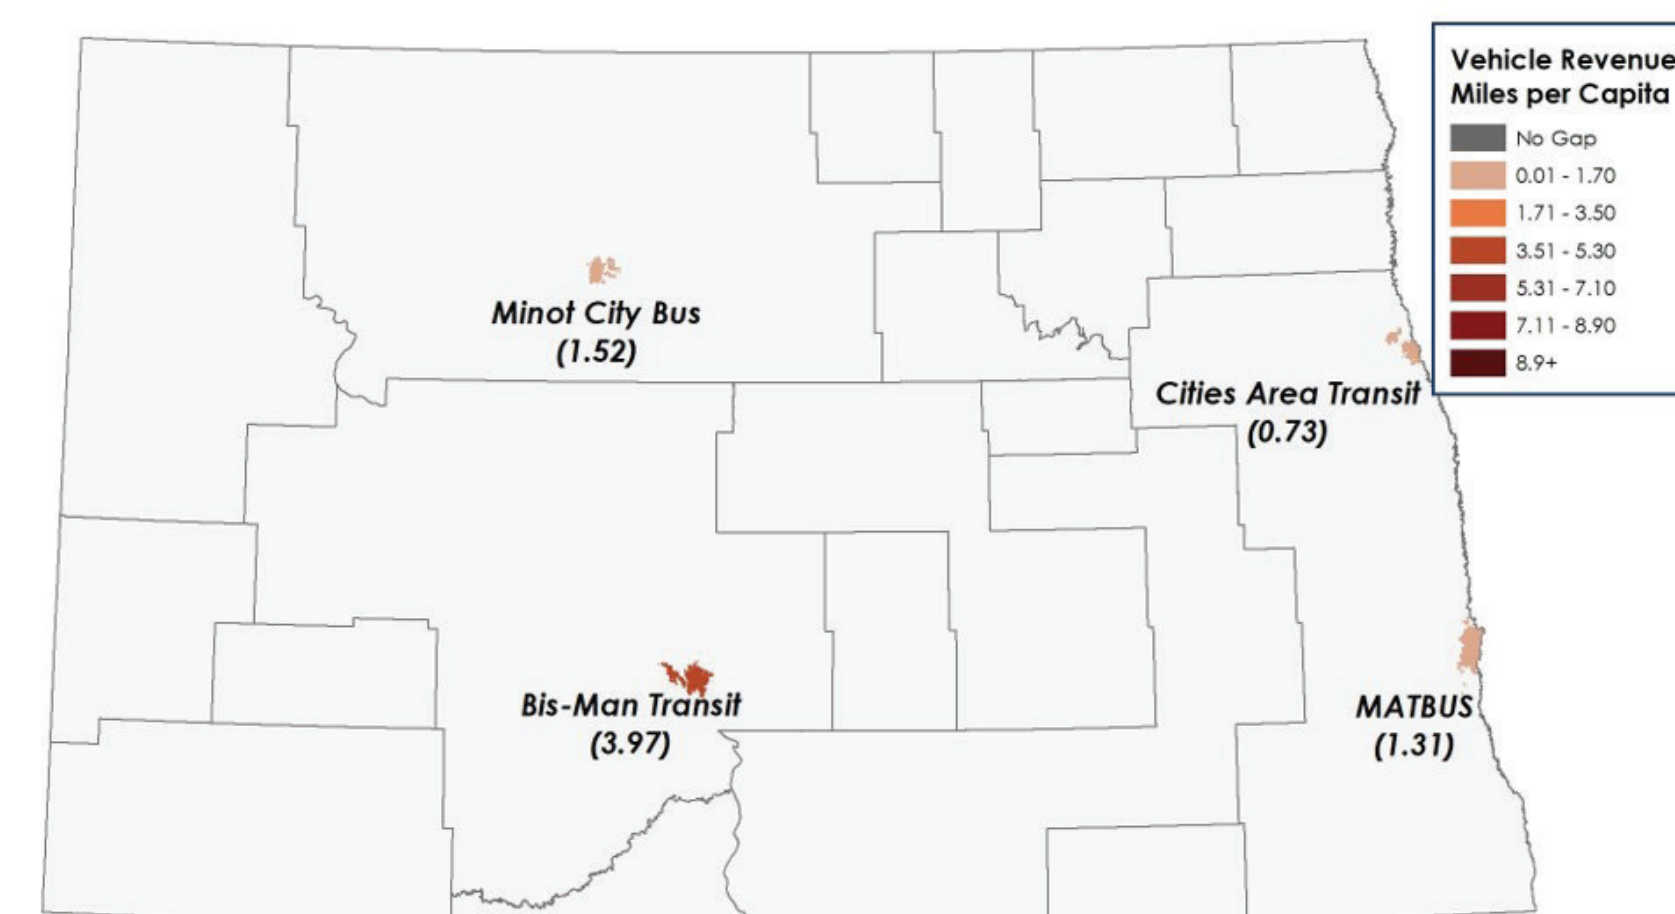 Vehicle Revenue
Miles per Capita
No Gap
0.01 - 1.70
1.71 - 3.50
3.51 - 5.30
5.31 - 7.10
7.11 - 8.90
8.9+
Minot City Bus
(1.52)
Cities Area Transit
(0.73)
Bis-Man Transit
(3.97)
MATBUS
(1.31)